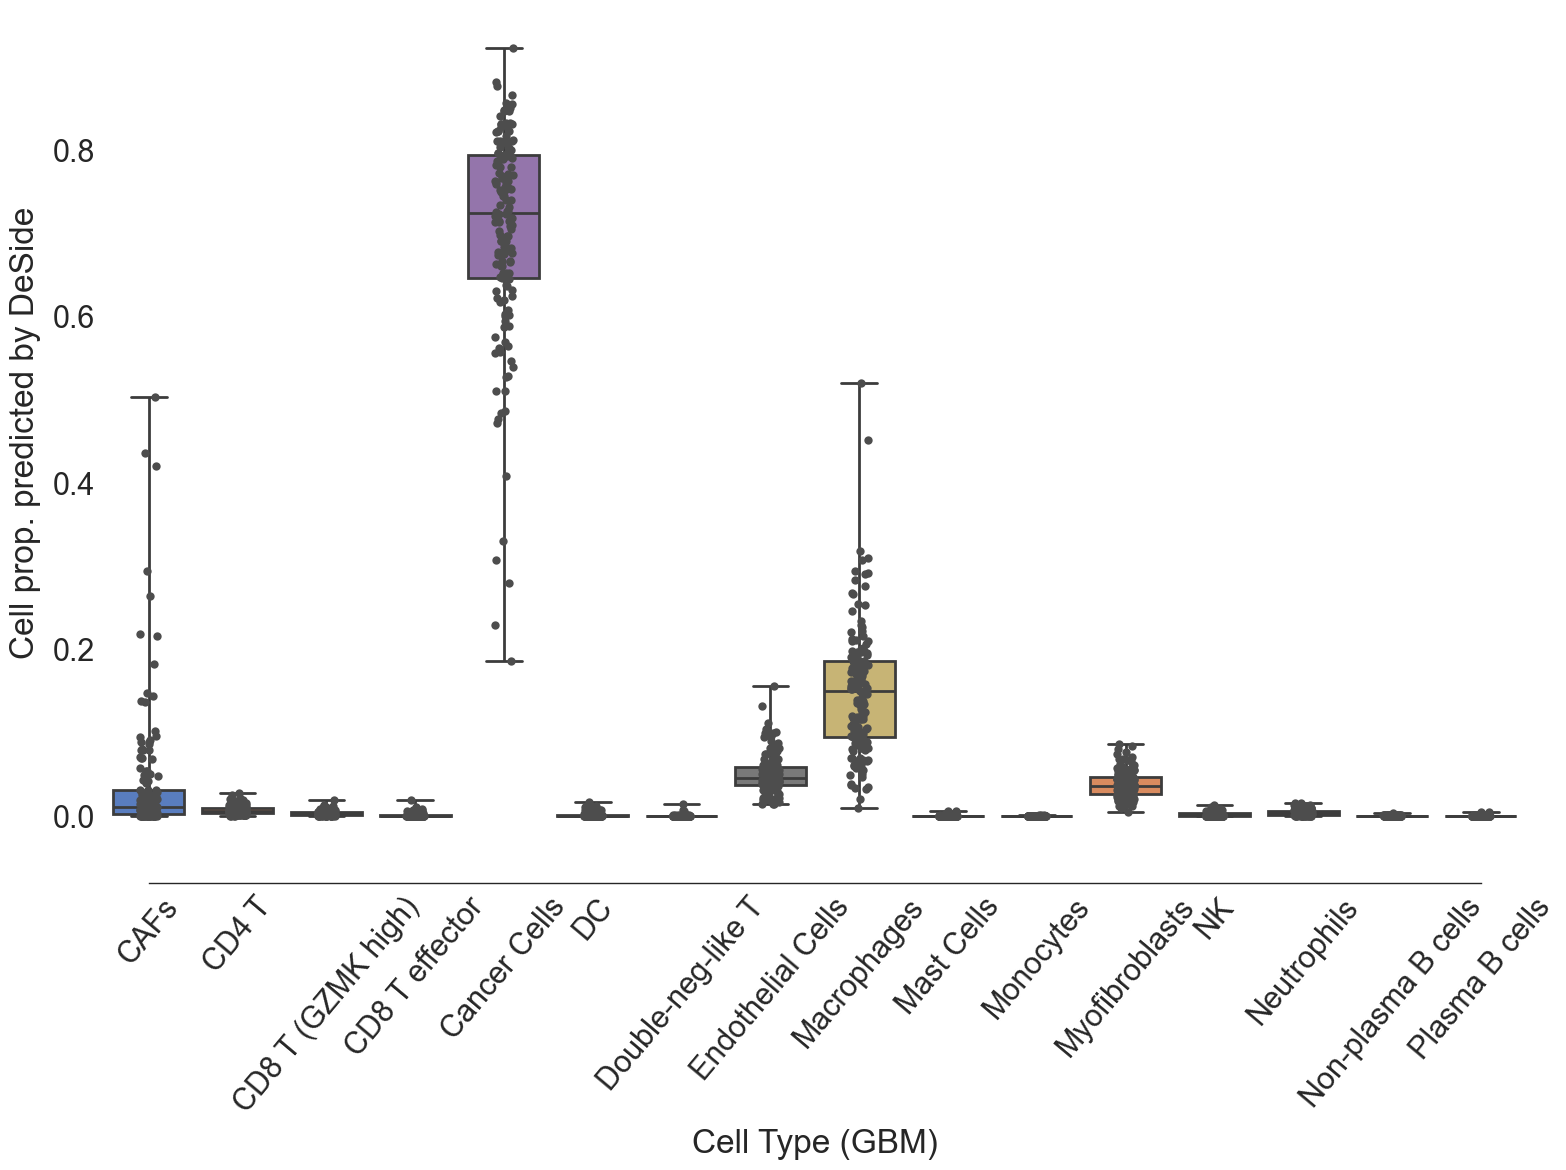 Cell prop. predicted by DeSide
0.8
0.6
0.4
0.2
0.0
CAFs
CD4 T
CD8 T (GZMK high)
CD8 T effector
Cancer Cells
DC
Double-neg-like T
Endothelial Cells
Macrophages
Mast Cells
Monocytes
Myofibroblasts
NK
Neutrophils
Non-plasma B cells
Plasma B cells
Cell Type (GBM)